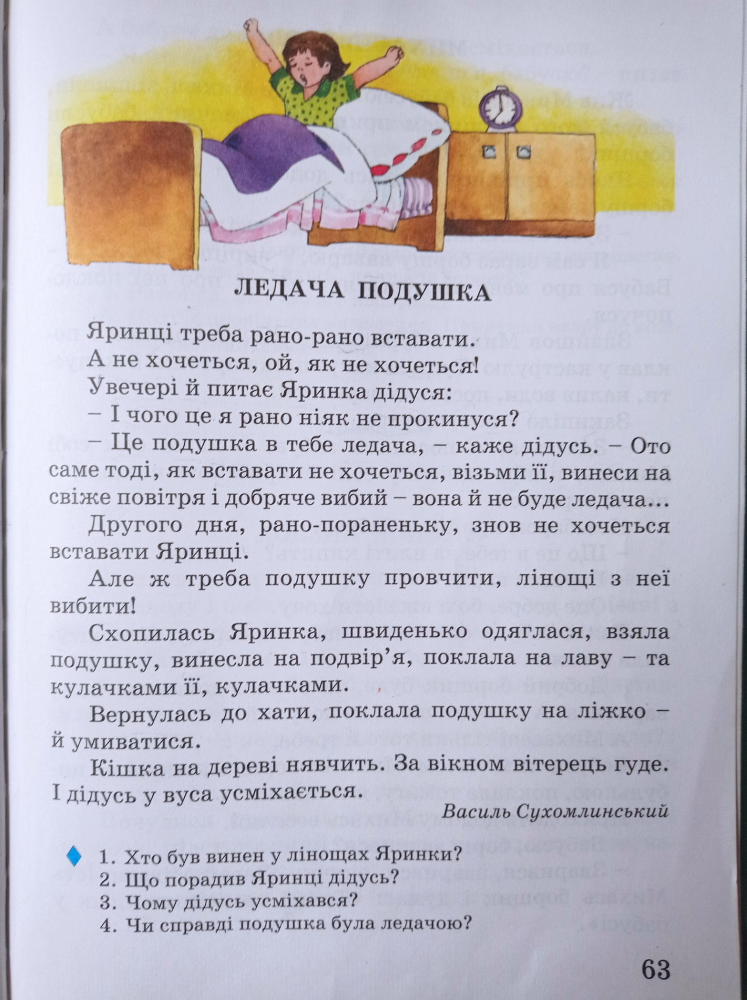 ЛЕДАЧА ПОДУШКА
Яринці треба рано-рано вставати.
А не хочеться, ой, як не хочеться!
Увечері й питає Яринка дідуся:
– І чого це я рано ніяк не прокинуся?
– Це подушка в тебе ледача, – каже дідусь. – Ото
саме тоді, як вставати не хочеться, візьми її, винеси на
свіже повітря і добряче вибий – вона й не буде ледача...
Другого дня, рано-пораненьку, знов не хочеться
вставати Яринці.
Але ж треба подушку провчити, лінощі з неї
вибити!
Схопилась Яринка, швиденько одяглася, взяла
подушку, винесла на подвір’я, поклала на лаву – та
кулачками її, кулачками.
Вернулась до хати, поклала подушку на ліжко –
й умиватися.
Кішка на дереві нявчить. За вікном вітерець гуде.
І дідусь у вуса усміхається.
Василь Сухомлинський
1. Хто був винен у лінощах Яринки?
2. Що порадив Яринці дідусь?
3. Чому дідусь усміхався?
4. Чи справді подушка була ледачою?
63